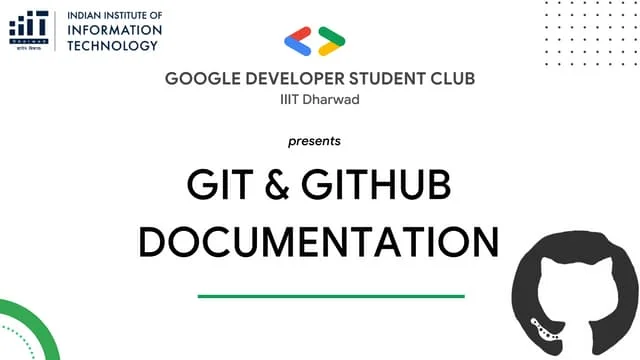 INDIAN INSTITUTE OF
INFORMATION
TECHNOLOGY
GOOGLE DEVELOPER STUDENT CLUB
IIIT Dharwad
presents
GIT & GITHUB
DOCUMENTATION